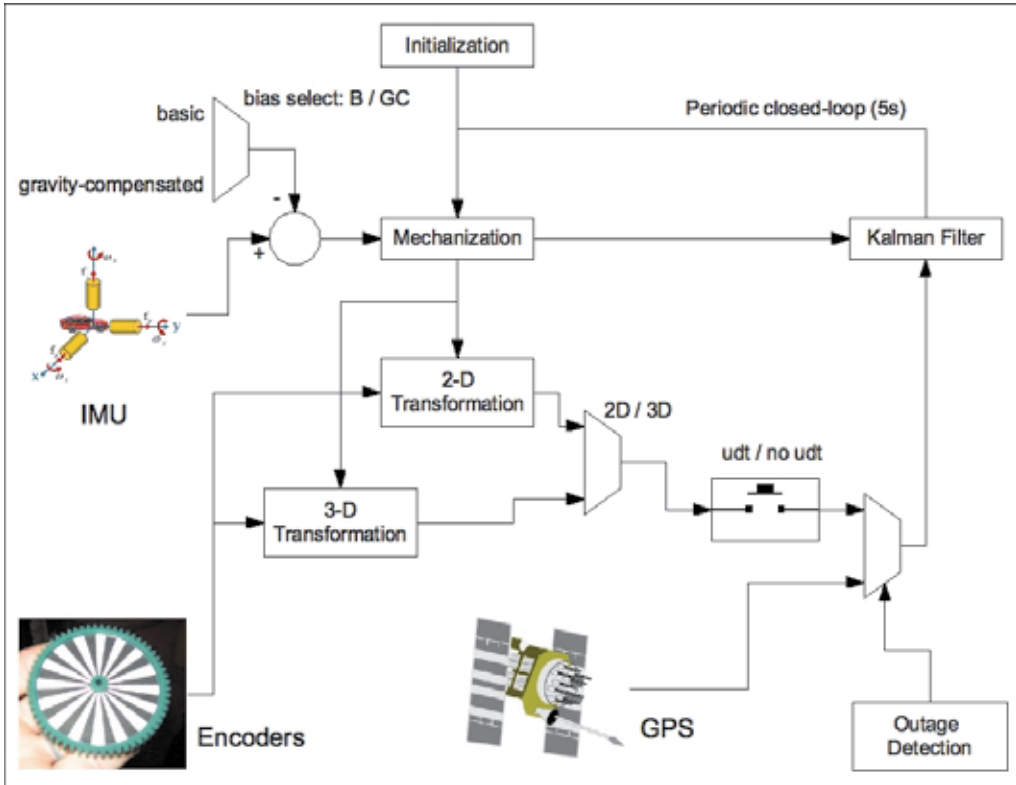 Initialization
bias select: B / GC
basic
Periodic closed-loop (5s)
gravity-compensated
-
+
Mechanization
Kalman Filter
y
x
IMU
2-D
Transformation
2D / 3D
udt / no udt
3-D
Transformation
Encoders
GPS
Outage
Detection